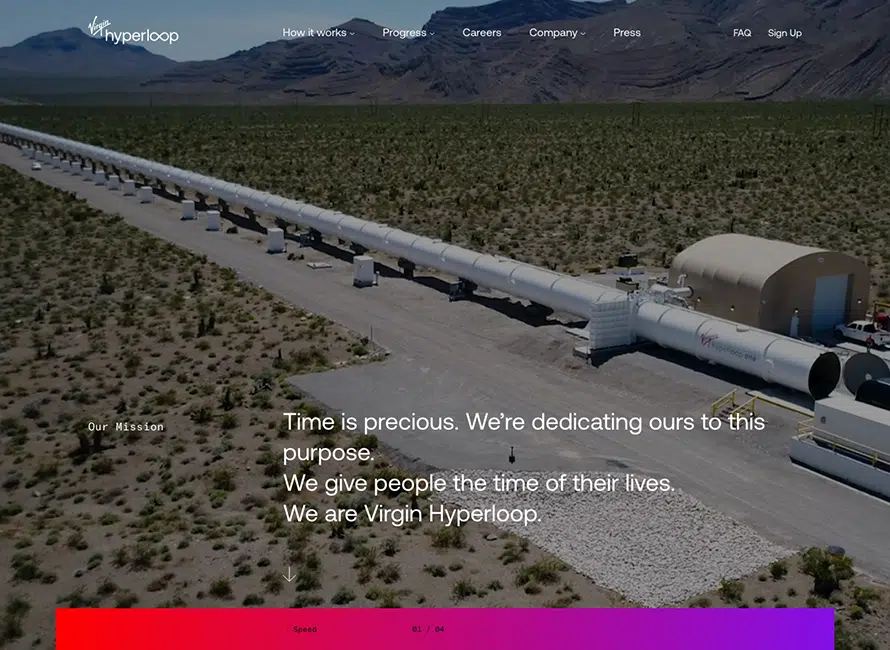 Virgin
hyperloop
How it works
Progress
Careers
Company
Press
FAQ
Sign Up
hyperloop one
Our Mission
Time is precious. We’re dedicating ours to this
purpose.
We give people the time of their lives.
We are Virgin Hyperloop.
Speed
01 / 04